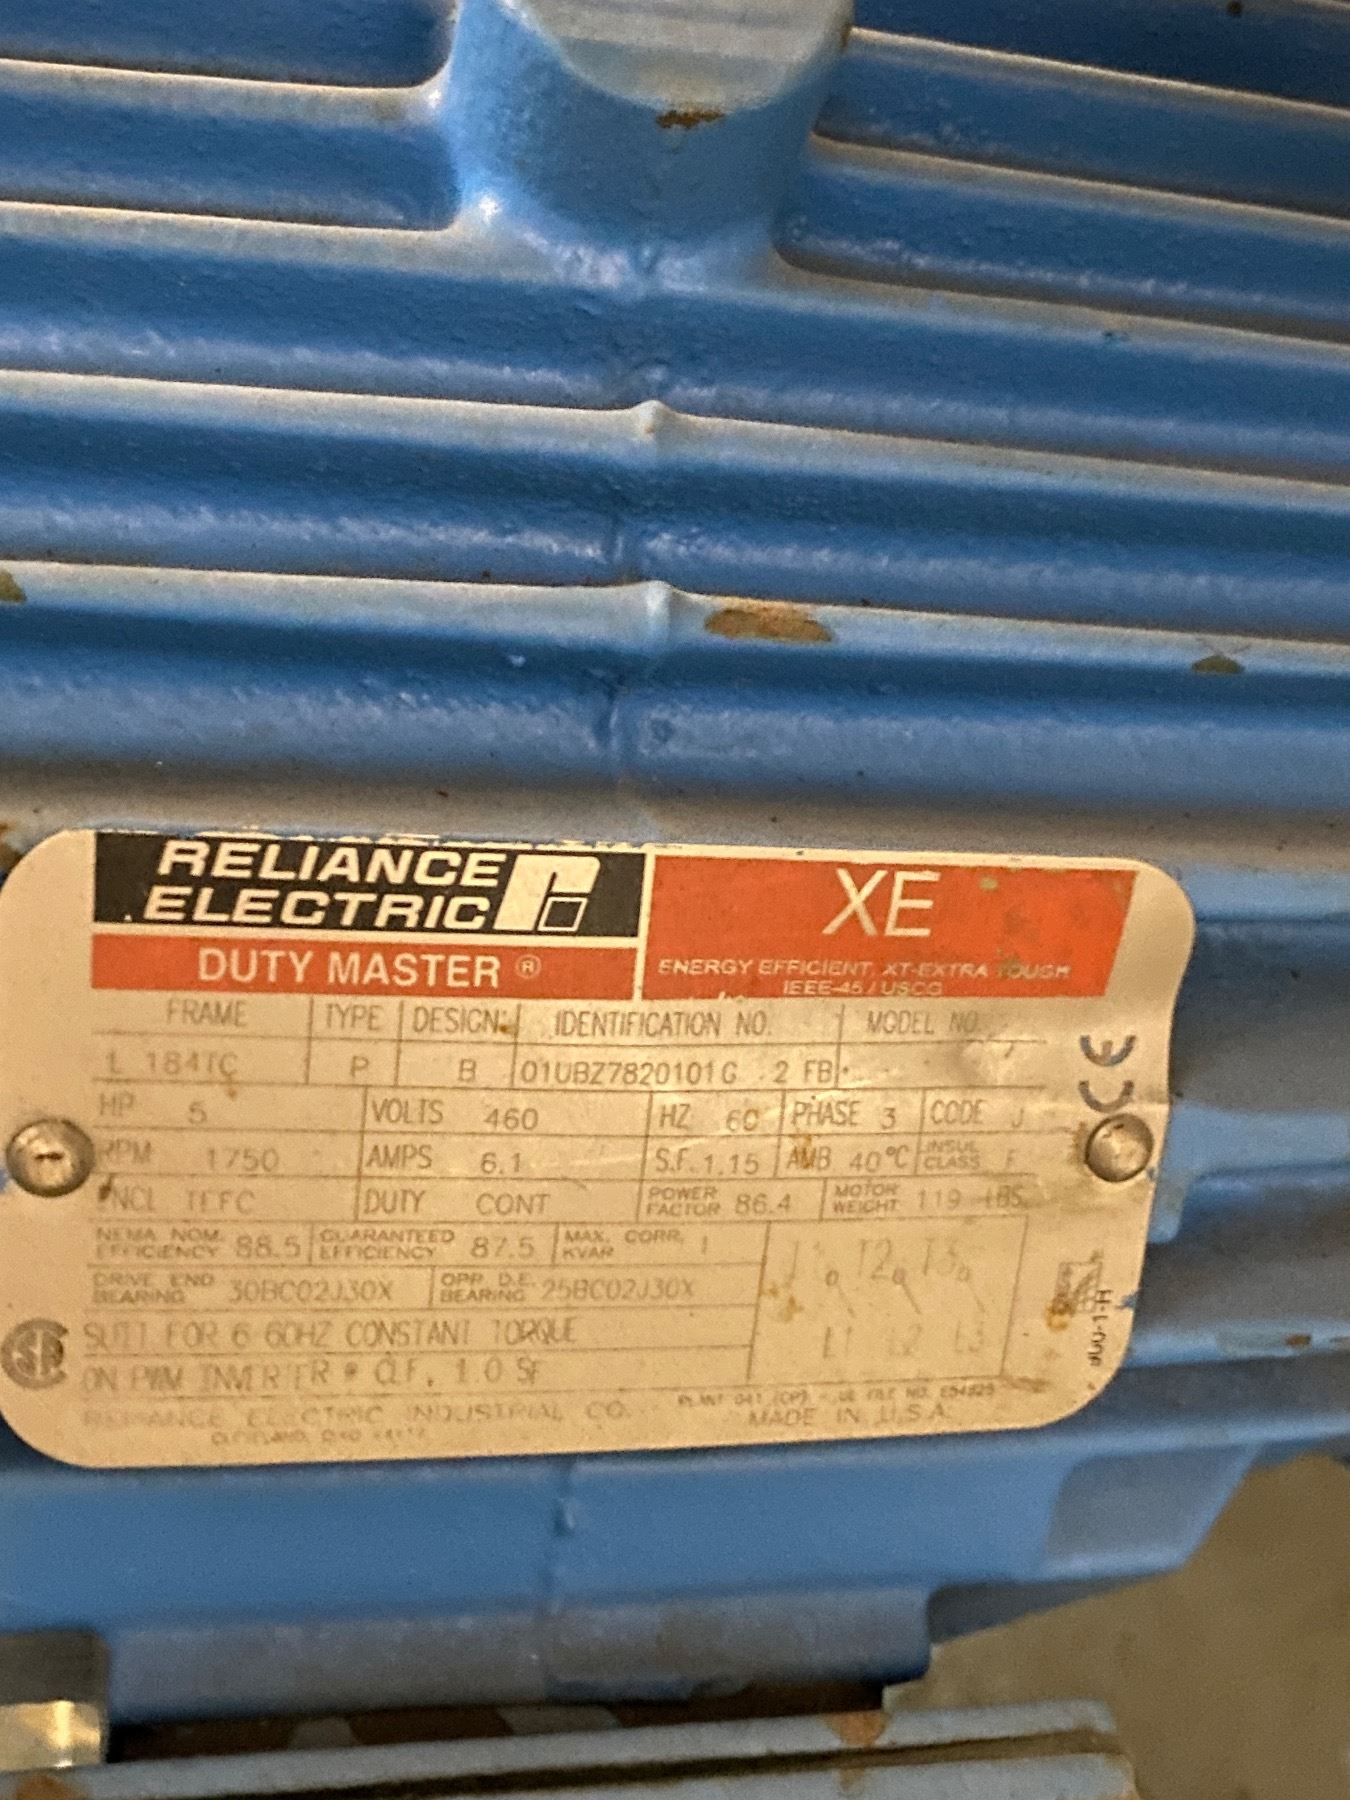 RELIANCE
ELECTRIC
XE
DUTY MASTER ®
ENERGY EFFICIENT, XT-EXTRA TOUGH
IEEE-45 / USCG
FRAME TYPE DESIGN IDENTIFICATION NO. MODEL NO.
L 184TC P B 01UBZ7820101G 2 FB
HP 5 VOLTS 460 HZ 60 PHASE 3 CODE J
RPM 1750 AMPS 6.1 S.F. 1.15 AMB 40°C INSUL CLASS F
ENCL TEFC DUTY CONT POWER FACTOR 86.4 MOTOR WEIGHT 119 LBS
NEMA NOM. EFFICIENCY 88.5 GUARANTEED EFFICIENCY 87.5 MAX. CORR. KVAR 1
DRIVE END BEARING 30BC02J30X OPP. D.E. BEARING 25BC02J30X
T1 T2 T3
L1 L2 L3
SUIT FOR 6 60HZ CONSTANT TORQUE
ON PWM INVERTER * 1.0 SF
RELIANCE ELECTRIC INDUSTRIAL CO.
MADE IN U.S.A.
CE